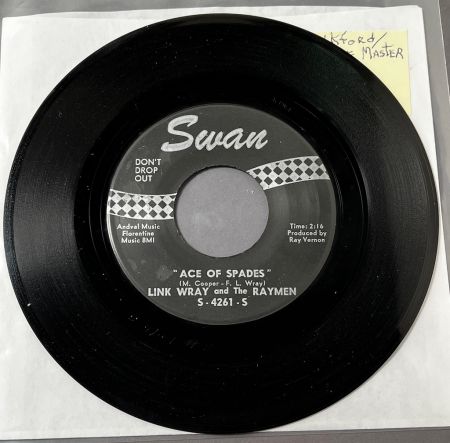 MASTER
Swan
DON'T
DROP
OUT
Andval Music
Florentine
Music BMI
Time: 2:16
Produced by
Ray Vernon
"ACE OF SPADES"
(M. Cooper - F. L. Wray)
LINK WRAY and The RAYMEN
S - 4261 - S